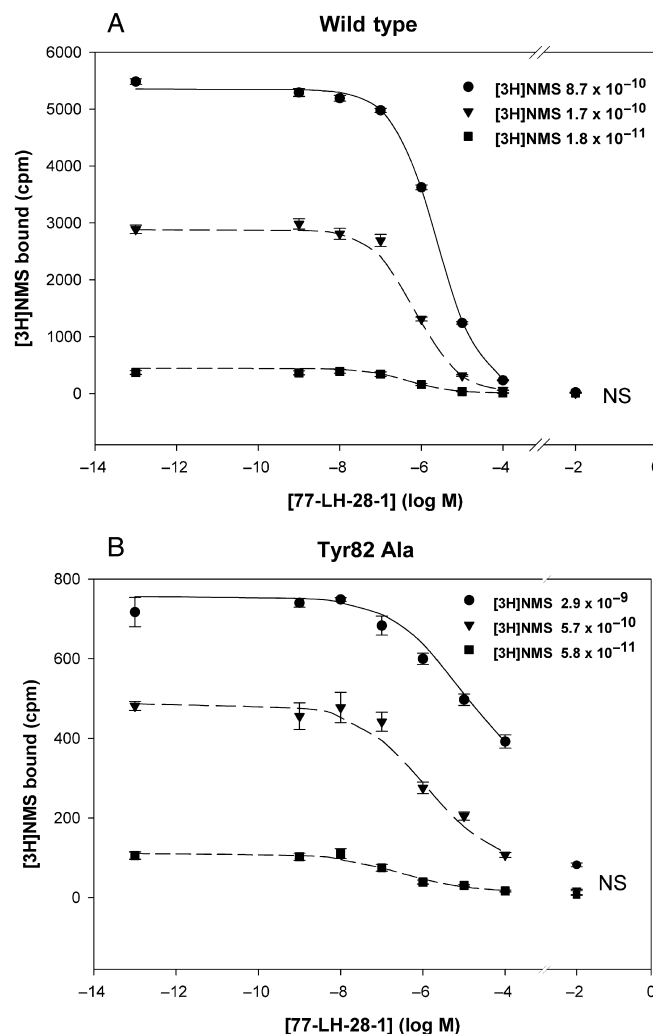 A
Wild type
6000
5000
4000
3000
2000
1000
0
[3H]NMS bound (cpm)
[3H]NMS 8.7 x 10⁻¹⁰
[3H]NMS 1.7 x 10⁻¹⁰
[3H]NMS 1.8 x 10⁻¹¹
NS
–14 –12 –10 –8 –6 –4 –2 0
[77-LH-28-1] (log M)
B
Tyr82 Ala
800
600
400
200
0
[3H]NMS bound (cpm)
[3H]NMS 2.9 x 10⁻⁹
[3H]NMS 5.7 x 10⁻¹⁰
[3H]NMS 5.8 x 10⁻¹¹
NS
–14 –12 –10 –8 –6 –4 –2 0
[77-LH-28-1] (log M)